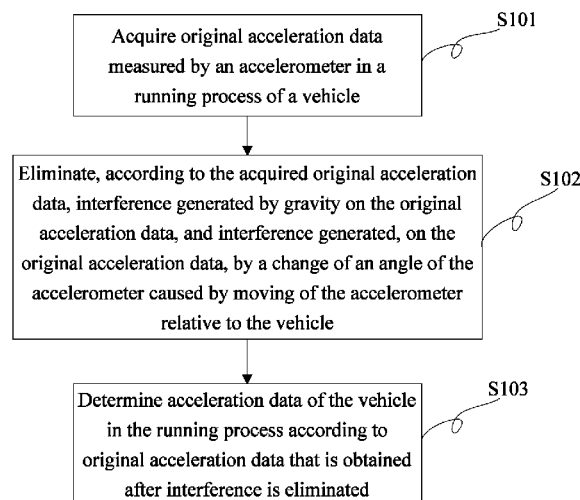 S101
Acquire original acceleration data
measured by an accelerometer in a
running process of a vehicle
S102
Eliminate, according to the acquired original acceleration
data, interference generated by gravity on the original
acceleration data, and interference generated, on the
original acceleration data, by a change of an angle of the
accelerometer caused by moving of the accelerometer
relative to the vehicle
S103
Determine acceleration data of the vehicle
in the running process according to
original acceleration data that is obtained
after interference is eliminated